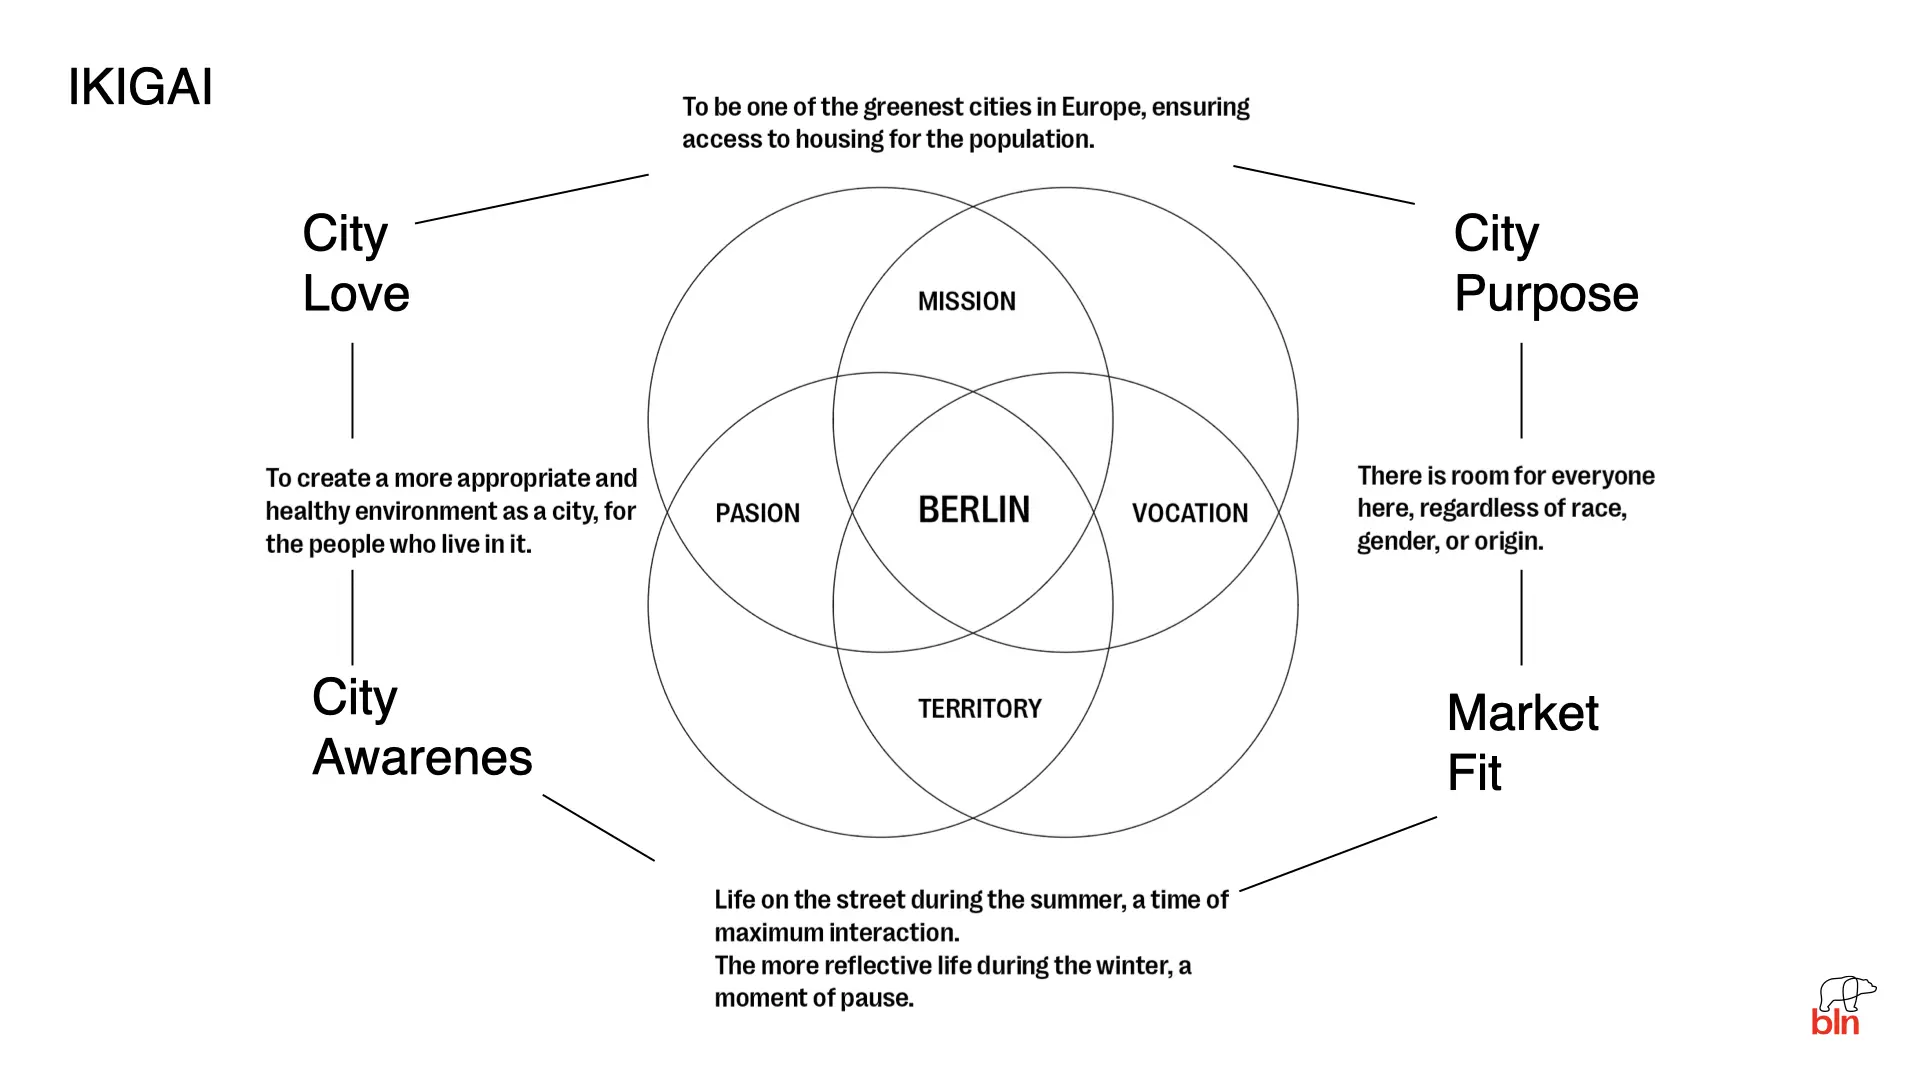 IKIGAI
To be one of the greenest cities in Europe, ensuring
access to housing for the population.
City
Love
City
Purpose
MISSION
To create a more appropriate and
healthy environment as a city, for
the people who live in it.
PASION
BERLIN
VOCATION
There is room for everyone
here, regardless of race,
gender, or origin.
City
Awarenes
TERRITORY
Market
Fit
Life on the street during the summer, a time of
maximum interaction.
The more reflective life during the winter, a
moment of pause.
bln